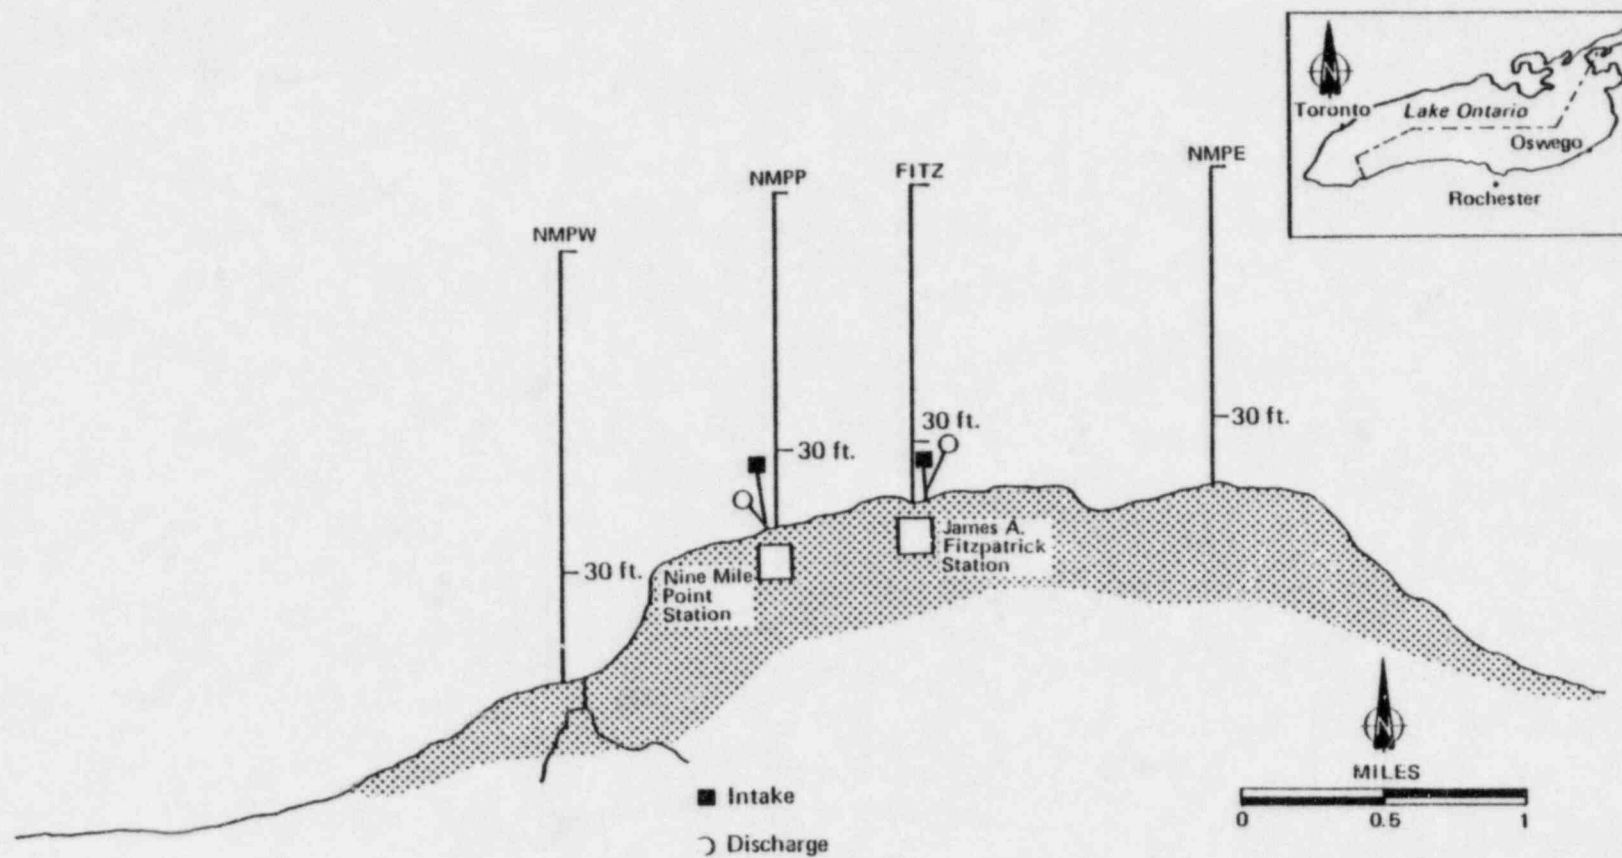 N
Toronto
Lake Ontario
Oswego
Rochester
NMPE
FITZ
NMPP
NMPW
30 ft.
30 ft.
30 ft.
30 ft.
Nine Mile
Point
Station
James A.
Fitzpatrick
Station
N
MILES
0 0.5 1
Intake
Discharge